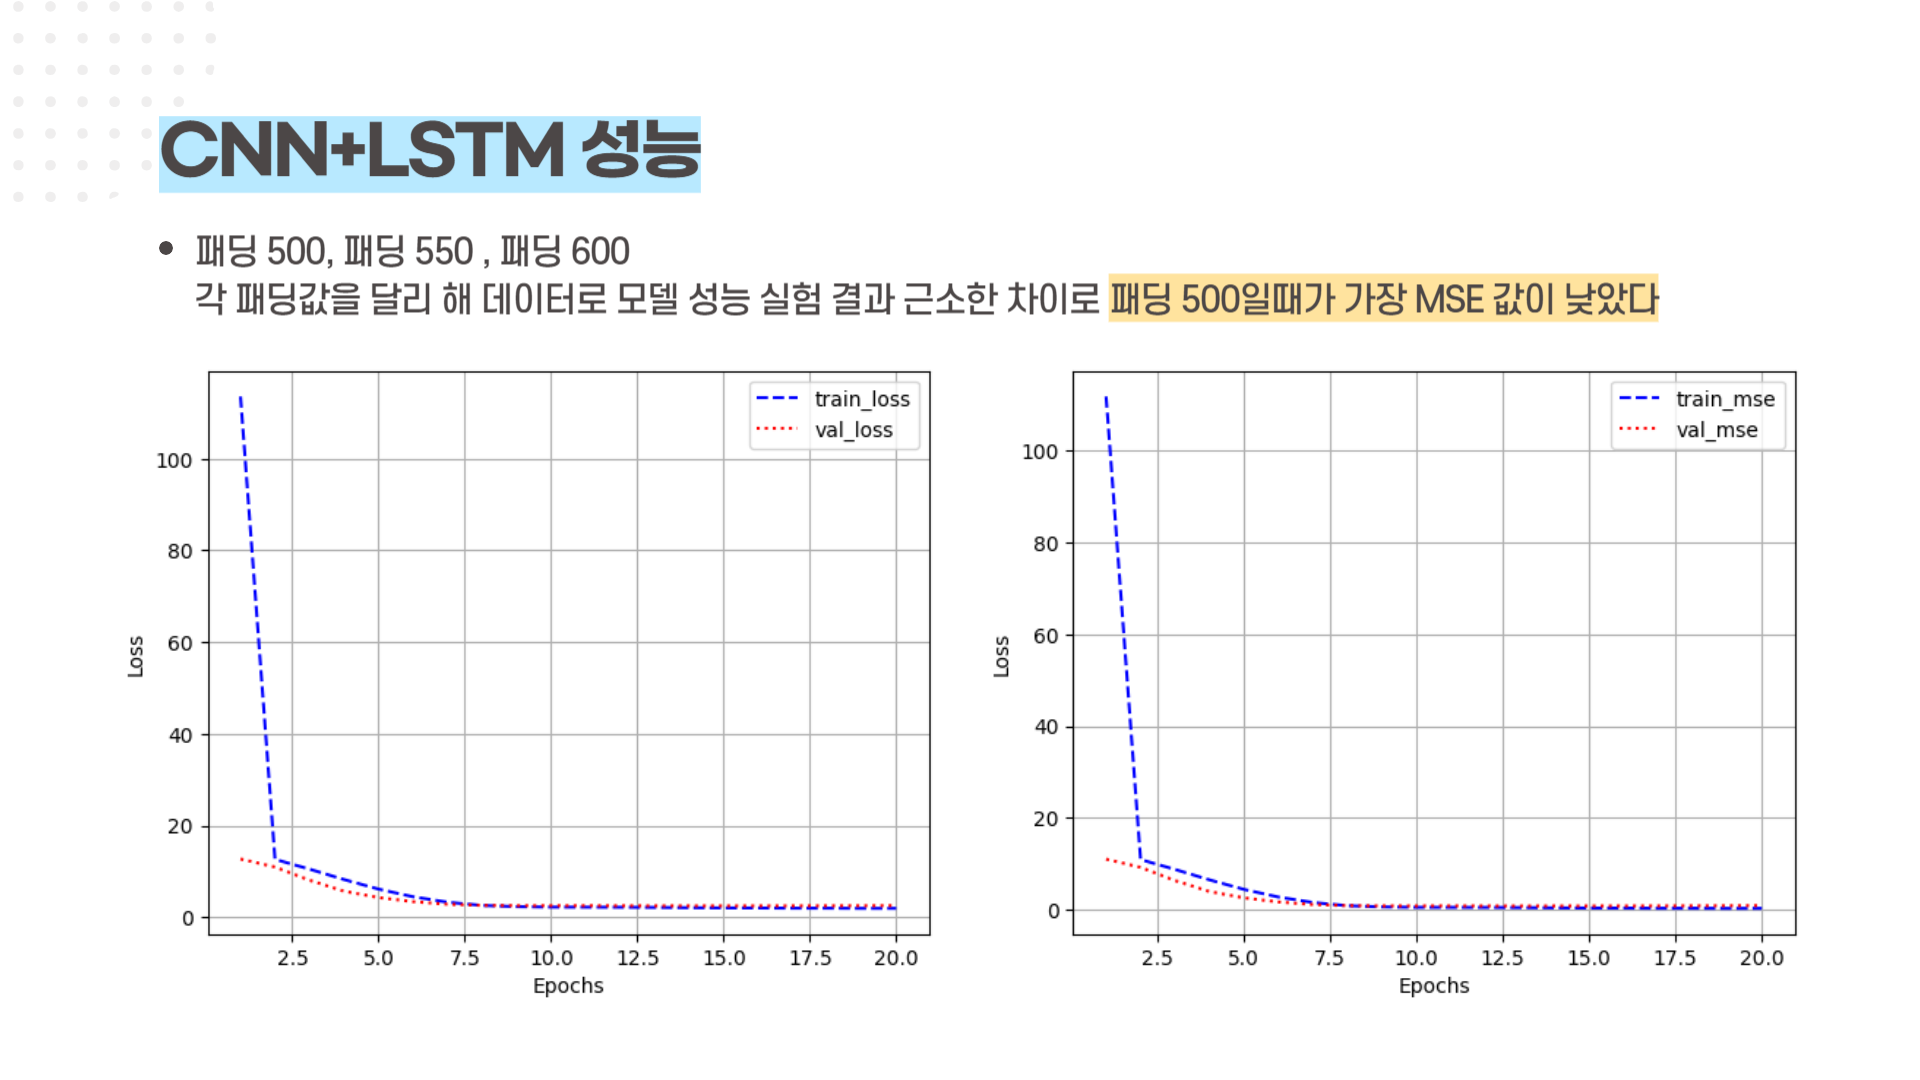 CNN+LSTM 성능
패딩 500, 패딩 550 , 패딩 600
각 패딩값을 달리 해 데이터로 모델 성능 실험 결과 근소한 차이로 패딩 500일때가 가장 MSE 값이 낮았다
train_loss
val_loss
100
80
60
40
20
0
Loss
2.5 5.0 7.5 10.0 12.5 15.0 17.5 20.0
Epochs
train_mse
val_mse
100
80
60
40
20
0
Loss
2.5 5.0 7.5 10.0 12.5 15.0 17.5 20.0
Epochs